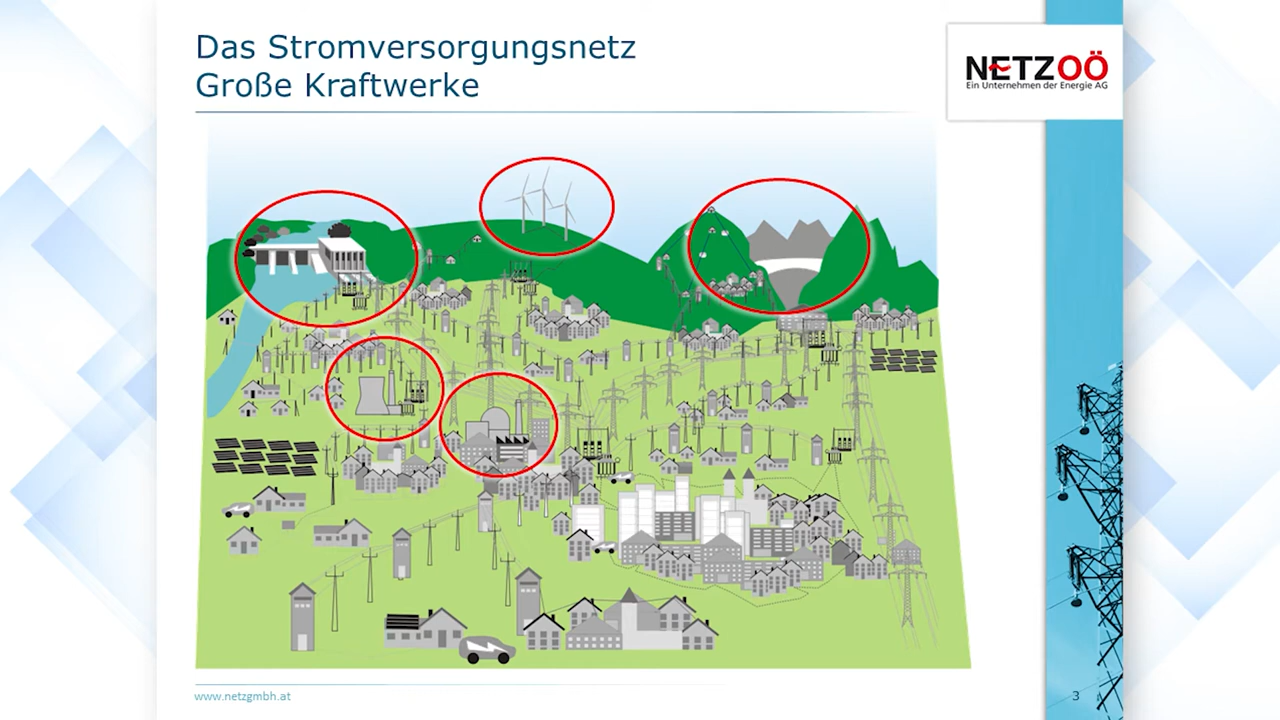 Das Stromversorgungsnetz
Große Kraftwerke
NETZOÖ
Ein Unternehmen der Energie AG
www.netzgmbh.at
3